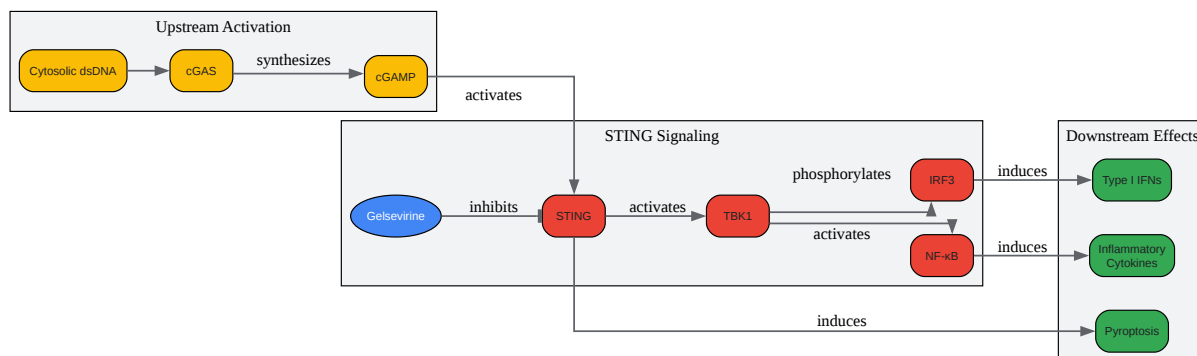 Upstream Activation
Cytosolic dsDNA
cGAS
synthesizes
cGAMP
activates
STING Signaling
Gelsevirine
inhibits
STING
activates
TBK1
phosphorylates
IRF3
activates
NF-κB
induces
induces
induces
Downstream Effects
Type I IFNs
Inflammatory
Cytokines
Pyroptosis